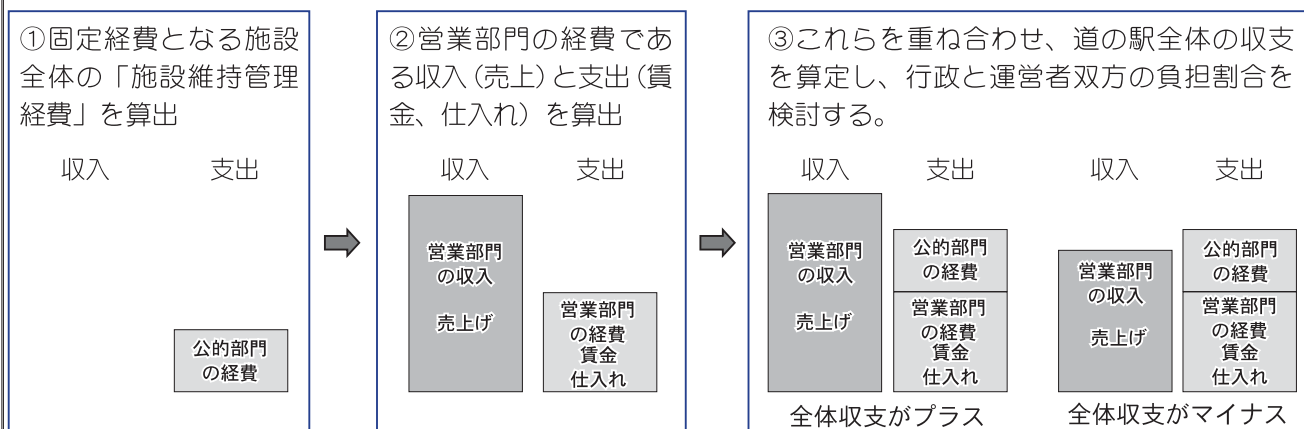 ①固定経費となる施設
全体の「施設維持管理
経費」を算出
収入
支出
公的部門
の経費
②営業部門の経費であ
る収入(売上)と支出(賃
金、仕入れ)を算出
収入
支出
営業部門
の収入
売上げ
営業部門
の経費
賃金
仕入れ
③これらを重ね合わせ、道の駅全体の収支
を算定し、行政と運営者双方の負担割合を
検討する。
収入
支出
営業部門
の収入
売上げ
公的部門
の経費
営業部門
の経費
賃金
仕入れ
全体収支がプラス
収入
支出
営業部門
の収入
売上げ
公的部門
の経費
営業部門
の経費
賃金
仕入れ
全体収支がマイナス